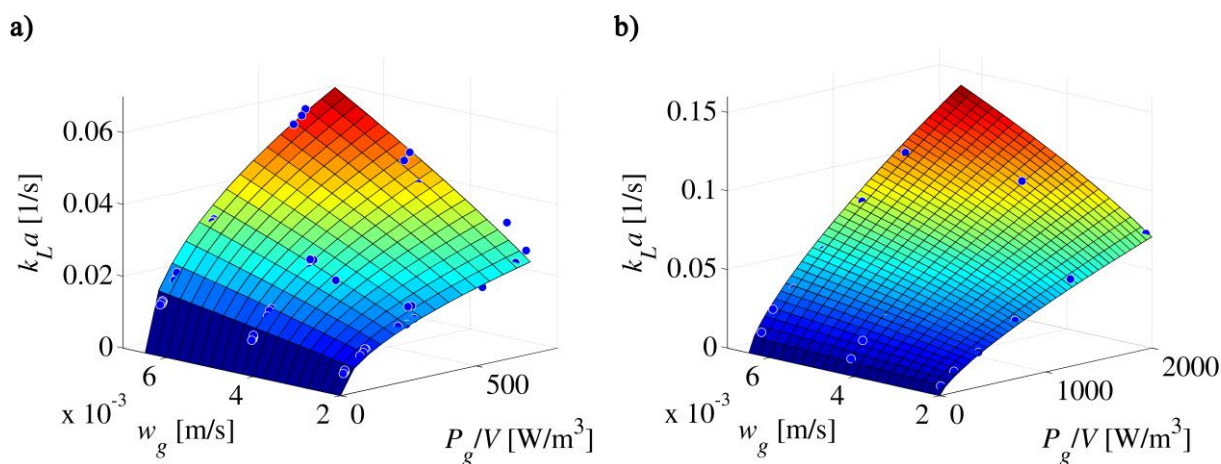 a)
0.06
0.04
0.02
0
k_L a [1/s]
6
4
2
x 10^-3
w_g [m/s]
0
500
P_g/V [W/m^3]
b)
0.15
0.1
0.05
0
k_L a [1/s]
6
4
2
x 10^-3
w_g [m/s]
0
1000
2000
P_g/V [W/m^3]